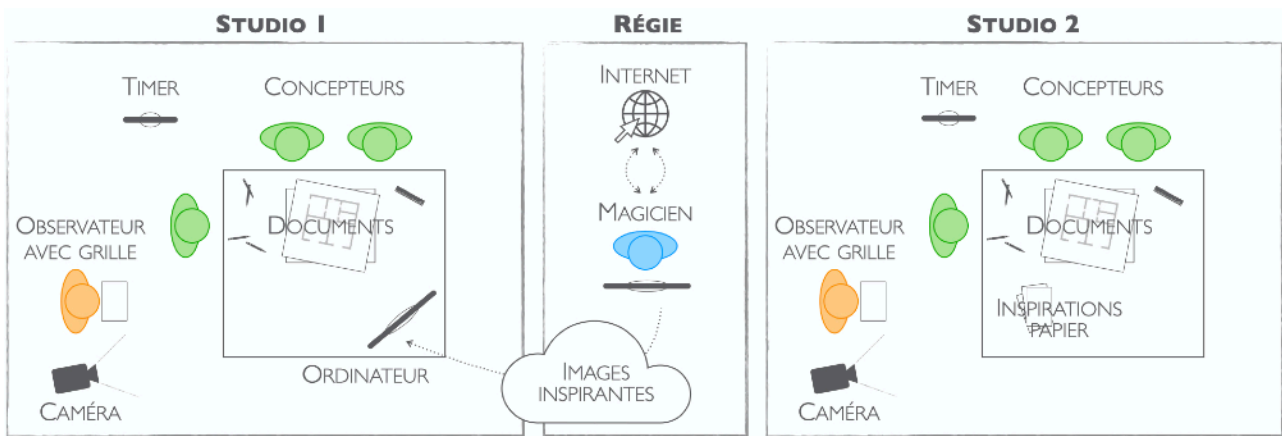 STUDIO 1
TIMER
CONCEPTEURS
DOCUMENTS
OBSERVATEUR
AVEC GRILLE
ORDINATEUR
CAMÉRA
RÉGIE
INTERNET
MAGICIEN
IMAGES
INSPIRANTES
STUDIO 2
TIMER
CONCEPTEURS
DOCUMENTS
OBSERVATEUR
AVEC GRILLE
INSPIRATIONS
PAPIER
CAMÉRA